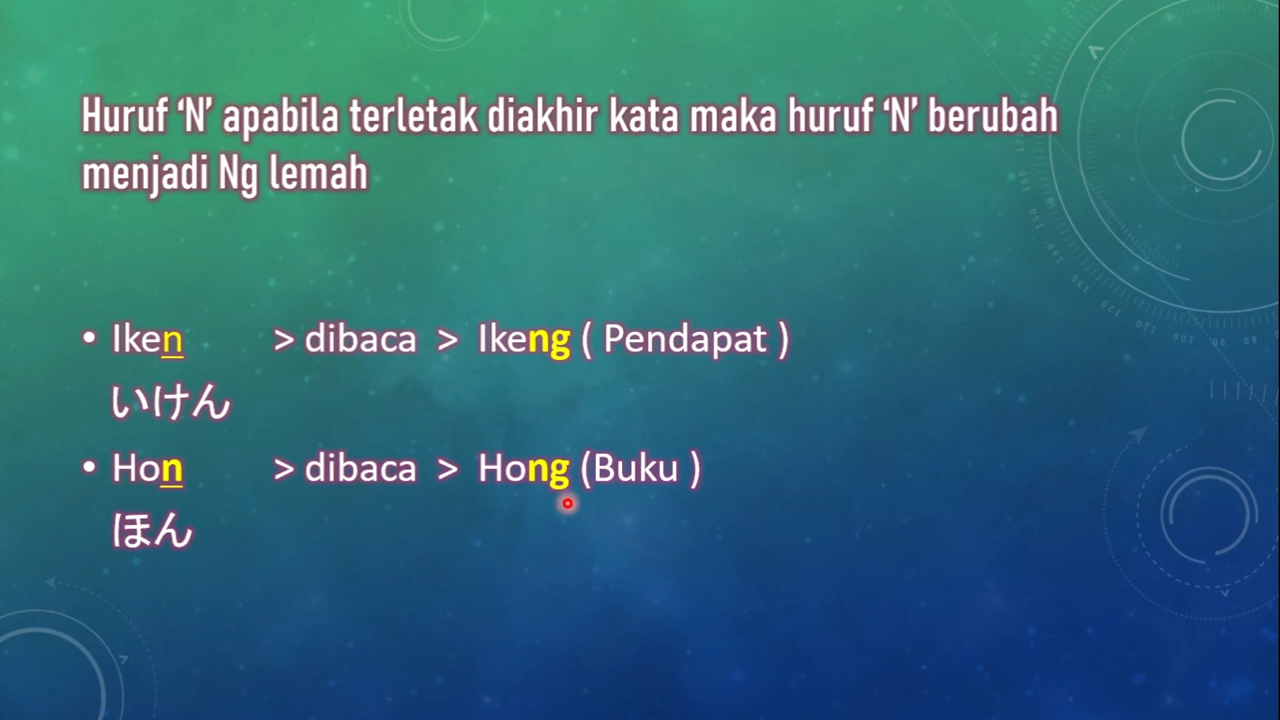 Huruf ‘N’ apabila terletak diakhir kata maka huruf ‘N’ berubah
menjadi Ng lemah
• Iken > dibaca > Ikeng ( Pendapat )
いけん
• Hon > dibaca > Hong (Buku )
ほん